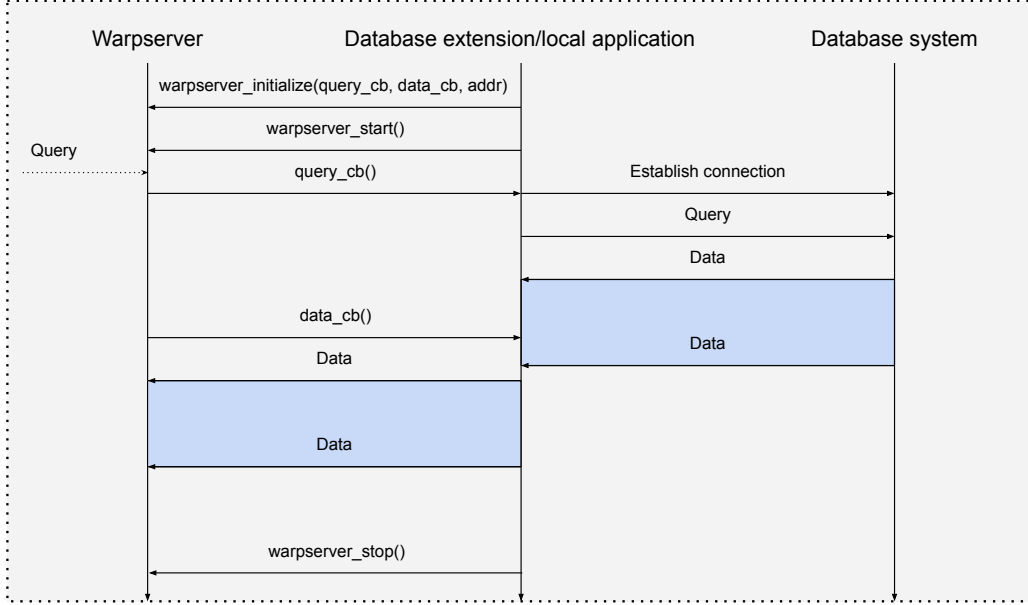 Warpserver
Database extension/local application
Database system
warpserver_initialize(query_cb, data_cb, addr)
warpserver_start()
Query
query_cb()
Establish connection
Query
Data
data_cb()
Data
Data
Data
warpserver_stop()